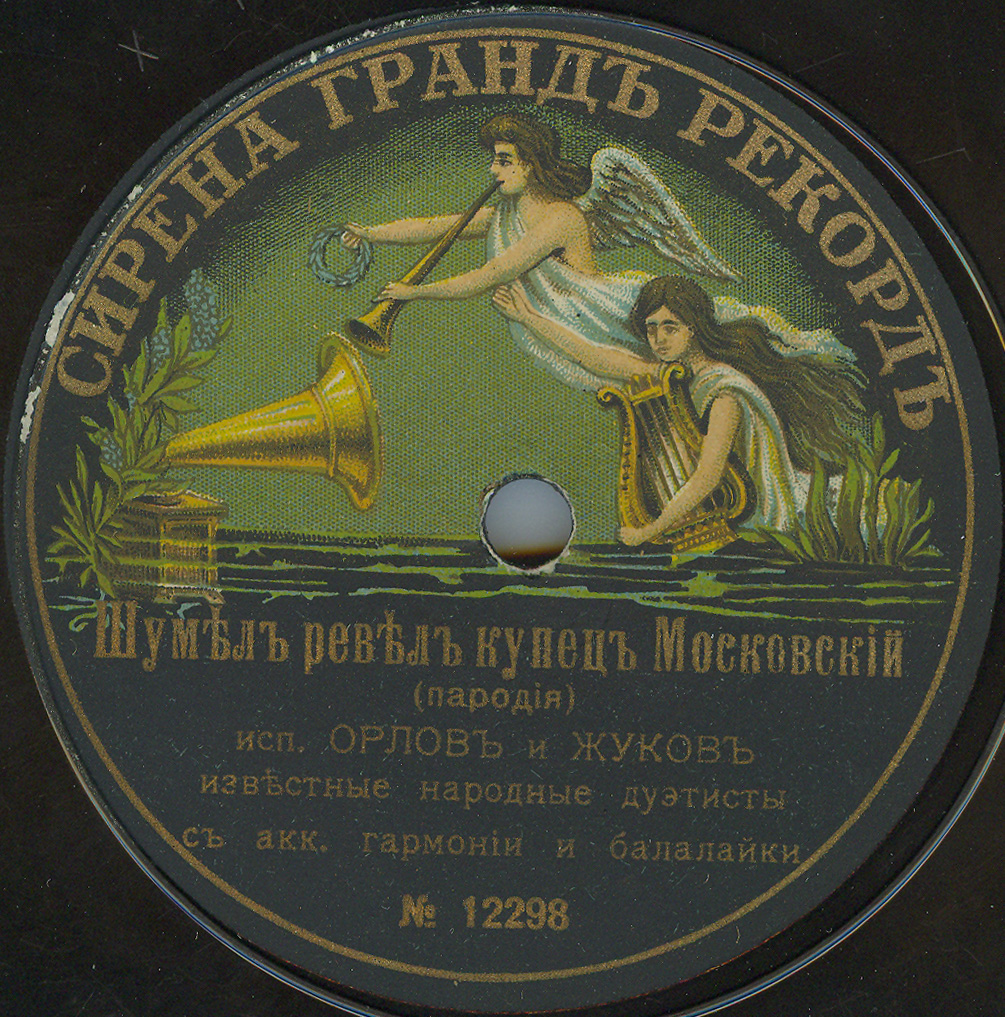 СИРЕНА ГРАНДЪ РЕКОРДЪ
Шумѣлъ ревѣлъ купецъ Московскій
(пародія)
исп. ОРЛОВЪ и ЖУКОВЪ
извѣстные народные дуэтисты
съ акк. гармоніи и балалайки
№ 12298